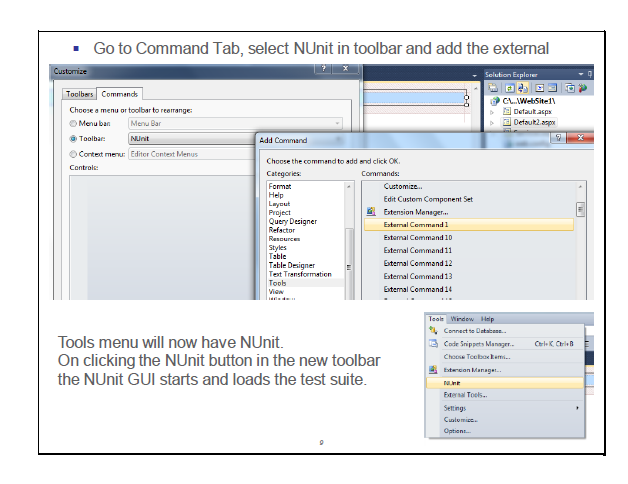 ▪ Go to Command Tab, select NUnit in toolbar and add the external
Customize
Toolbars Commands
Choose a menu or toolbar to rearrange:
Menu bar: Menu Bar
Toolbar: NUnit
Context menu: Editor Context Menus
Controls:
Solution Explorer
C:\...\WebSite1\
Default.aspx
Default2.aspx
Add Command
Choose the command to add and click OK.
Categories:
Format
Help
Layout
Project
Query Designer
Refactor
Resources
Styles
Table
Table Designer
Text Transformation
Tools
View
Window
Commands:
Customize...
Edit Custom Component Set
Extension Manager...
External Command 1
External Command 10
External Command 11
External Command 12
External Command 13
External Command 14
Tools menu will now have NUnit.
On clicking the NUnit button in the new toolbar
the NUnit GUI starts and loads the test suite.
Tools Window Help
Connect to Database...
Code Snippets Manager... Ctrl+K, Ctrl+B
Choose Toolbox Items...
Extension Manager...
NUnit
External Tools...
Settings
Customize...
Options...
9